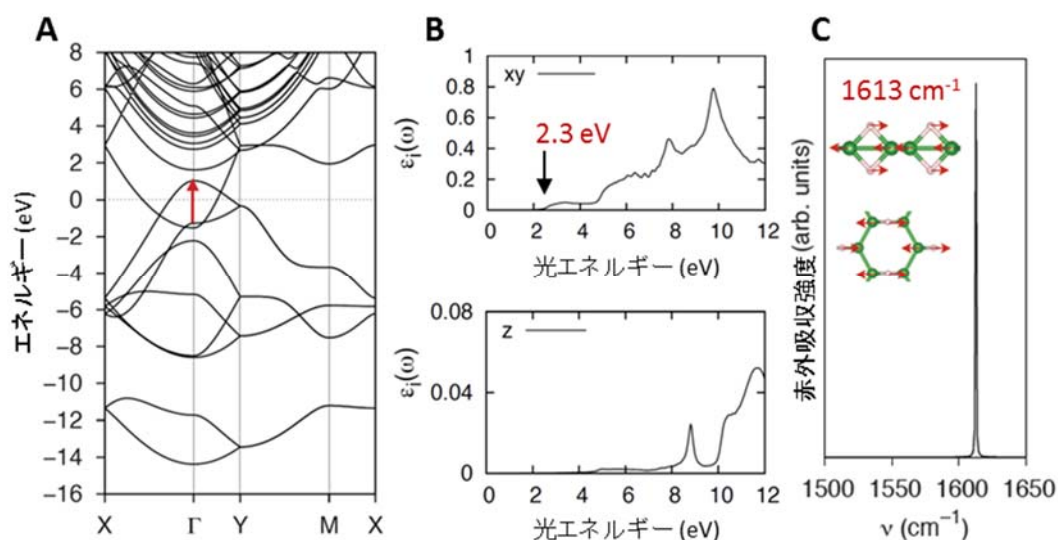 A
エネルギー (eV)
8
6
4
2
0
−2
−4
−6
−8
−10
−12
−14
−16
X
Γ
Y
M
X
B
xy
2.3 eV
εi(ω)
1
0.8
0.6
0.4
0.2
0
0 2 4 6 8 10 12
光エネルギー (eV)
z
εi(ω)
0.08
0.04
0
0 2 4 6 8 10 12
光エネルギー (eV)
C
1613 cm⁻¹
赤外吸収強度 (arb. units)
1500 1550 1600 1650
ν (cm⁻¹)